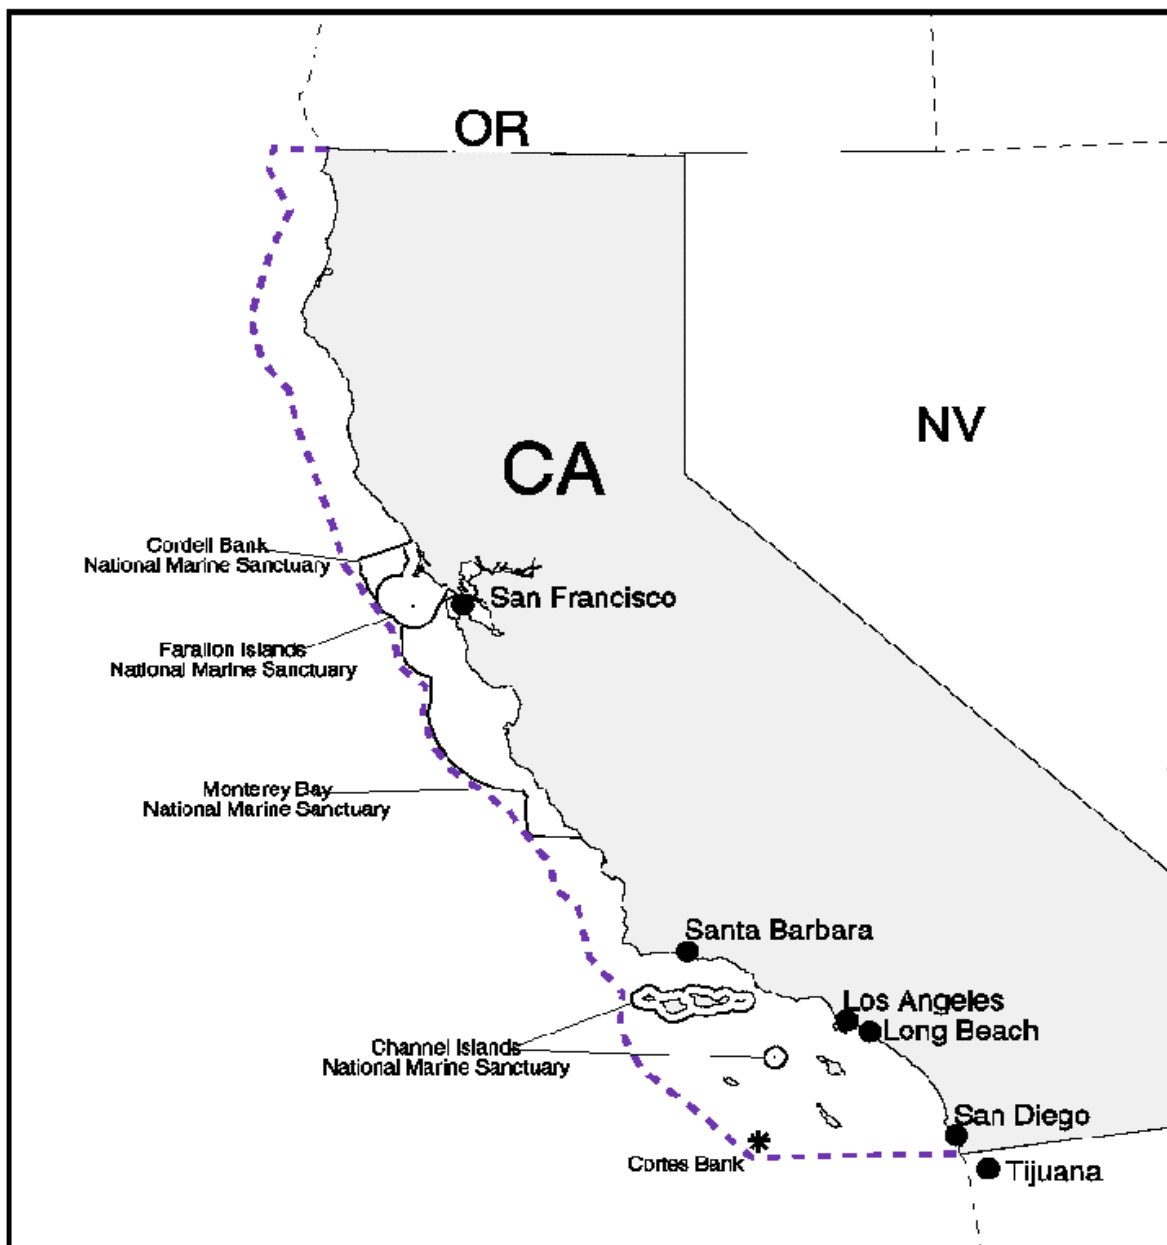 OR
NV
CA
Cordell Bank
National Marine Sanctuary
San Francisco
Farallon Islands
National Marine Sanctuary
Monterey Bay
National Marine Sanctuary
Santa Barbara
Los Angeles
Long Beach
Channel Islands
National Marine Sanctuary
San Diego
Cortes Bank
Tijuana